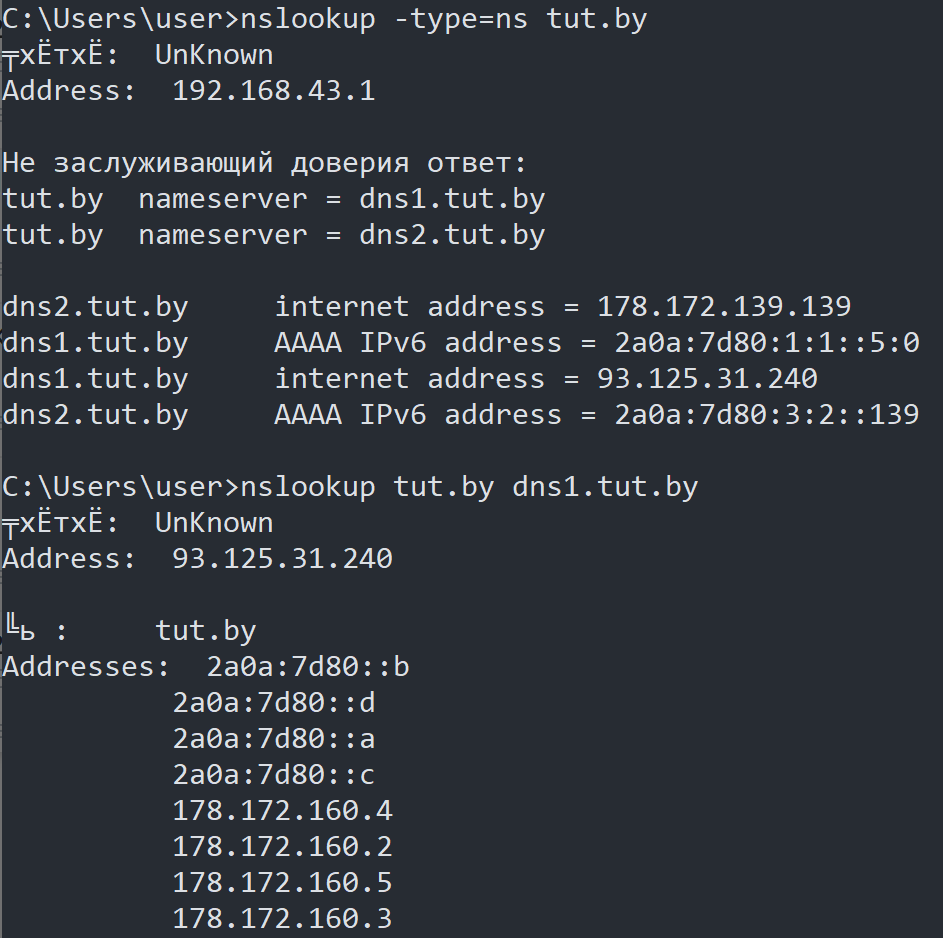 C:\Users\user>nslookup -type=ns tut.by
╤хЁтхЁ:  UnKnown
Address:  192.168.43.1

Не заслуживающий доверия ответ:
tut.by  nameserver = dns1.tut.by
tut.by  nameserver = dns2.tut.by

dns2.tut.by     internet address = 178.172.139.139
dns1.tut.by     AAAA IPv6 address = 2a0a:7d80:1:1::5:0
dns1.tut.by     internet address = 93.125.31.240
dns2.tut.by     AAAA IPv6 address = 2a0a:7d80:3:2::139

C:\Users\user>nslookup tut.by dns1.tut.by
╤хЁтхЁ:  UnKnown
Address:  93.125.31.240

╚ь :     tut.by
Addresses:  2a0a:7d80::b
          2a0a:7d80::d
          2a0a:7d80::a
          2a0a:7d80::c
          178.172.160.4
          178.172.160.2
          178.172.160.5
          178.172.160.3